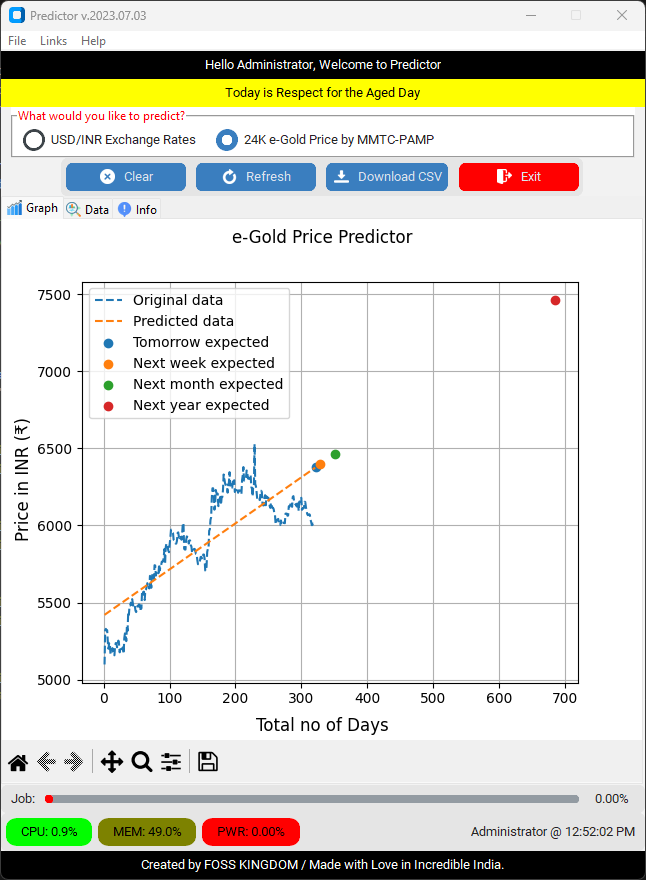 Predictor v.2023.07.03
File Links Help
Hello Administrator, Welcome to Predictor
Today is Respect for the Aged Day
What would you like to predict?
USD/INR Exchange Rates 24K e-Gold Price by MMTC-PAMP
Clear Refresh Download CSV Exit
Graph Data Info
e-Gold Price Predictor
Original data
Predicted data
Tomorrow expected
Next week expected
Next month expected
Next year expected
7500
7000
6500
6000
5500
5000
Price in INR (₹)
0 100 200 300 400 500 600 700
Total no of Days
Job: 0.00%
CPU: 0.9% MEM: 49.0% PWR: 0.00% Administrator @ 12:52:02 PM
Created by FOSS KINGDOM / Made with Love in Incredible India.